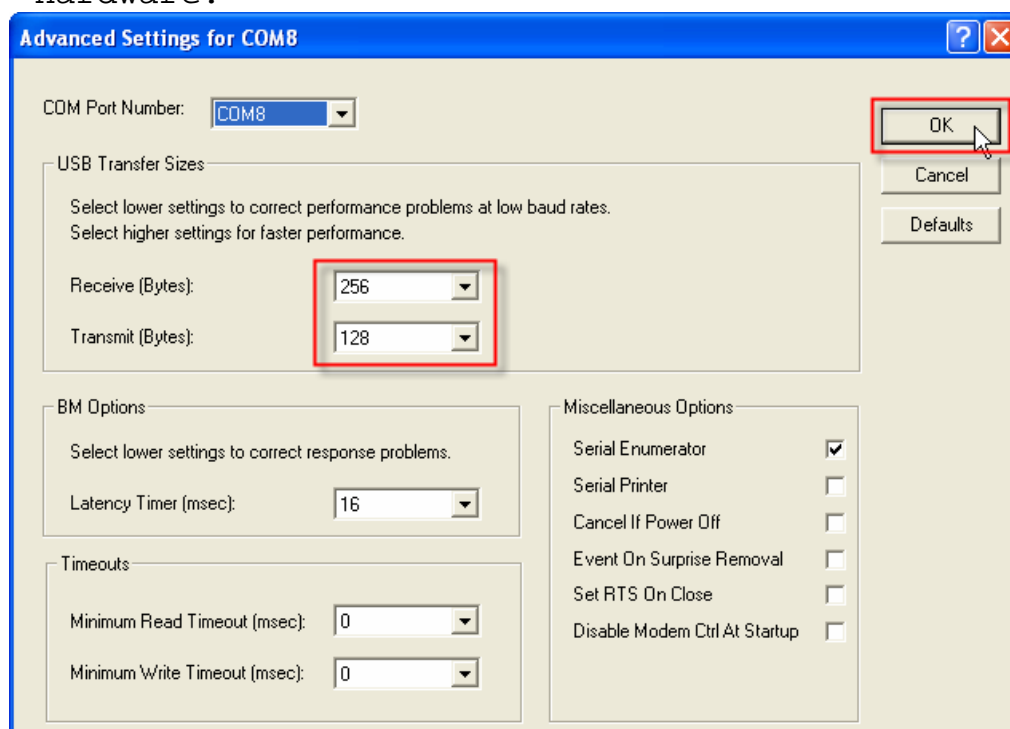 Advanced Settings for COM8
COM Port Number: COM8
OK
Cancel
Defaults
USB Transfer Sizes
Select lower settings to correct performance problems at low baud rates.
Select higher settings for faster performance.
Receive (Bytes): 256
Transmit (Bytes): 128
BM Options
Select lower settings to correct response problems.
Latency Timer (msec): 16
Timeouts
Minimum Read Timeout (msec): 0
Minimum Write Timeout (msec): 0
Miscellaneous Options
Serial Enumerator
Serial Printer
Cancel If Power Off
Event On Surprise Removal
Set RTS On Close
Disable Modem Ctrl At Startup